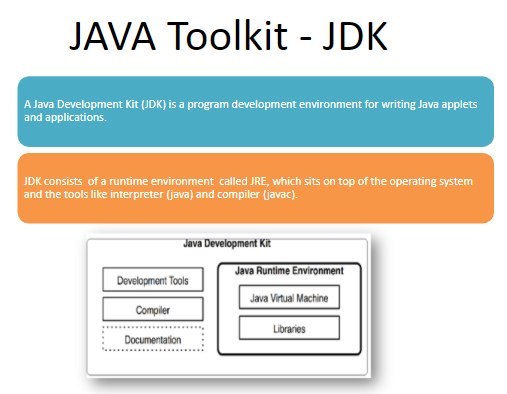 JAVA Toolkit - JDK
A Java Development Kit (JDK) is a program development environment for writing Java applets
and applications.
JDK consists of a runtime environment called JRE, which sits on top of the operating system
and the tools like interpreter (java) and compiler (javac).
Java Development Kit
Development Tools
Compiler
Documentation
Java Runtime Environment
Java Virtual Machine
Libraries